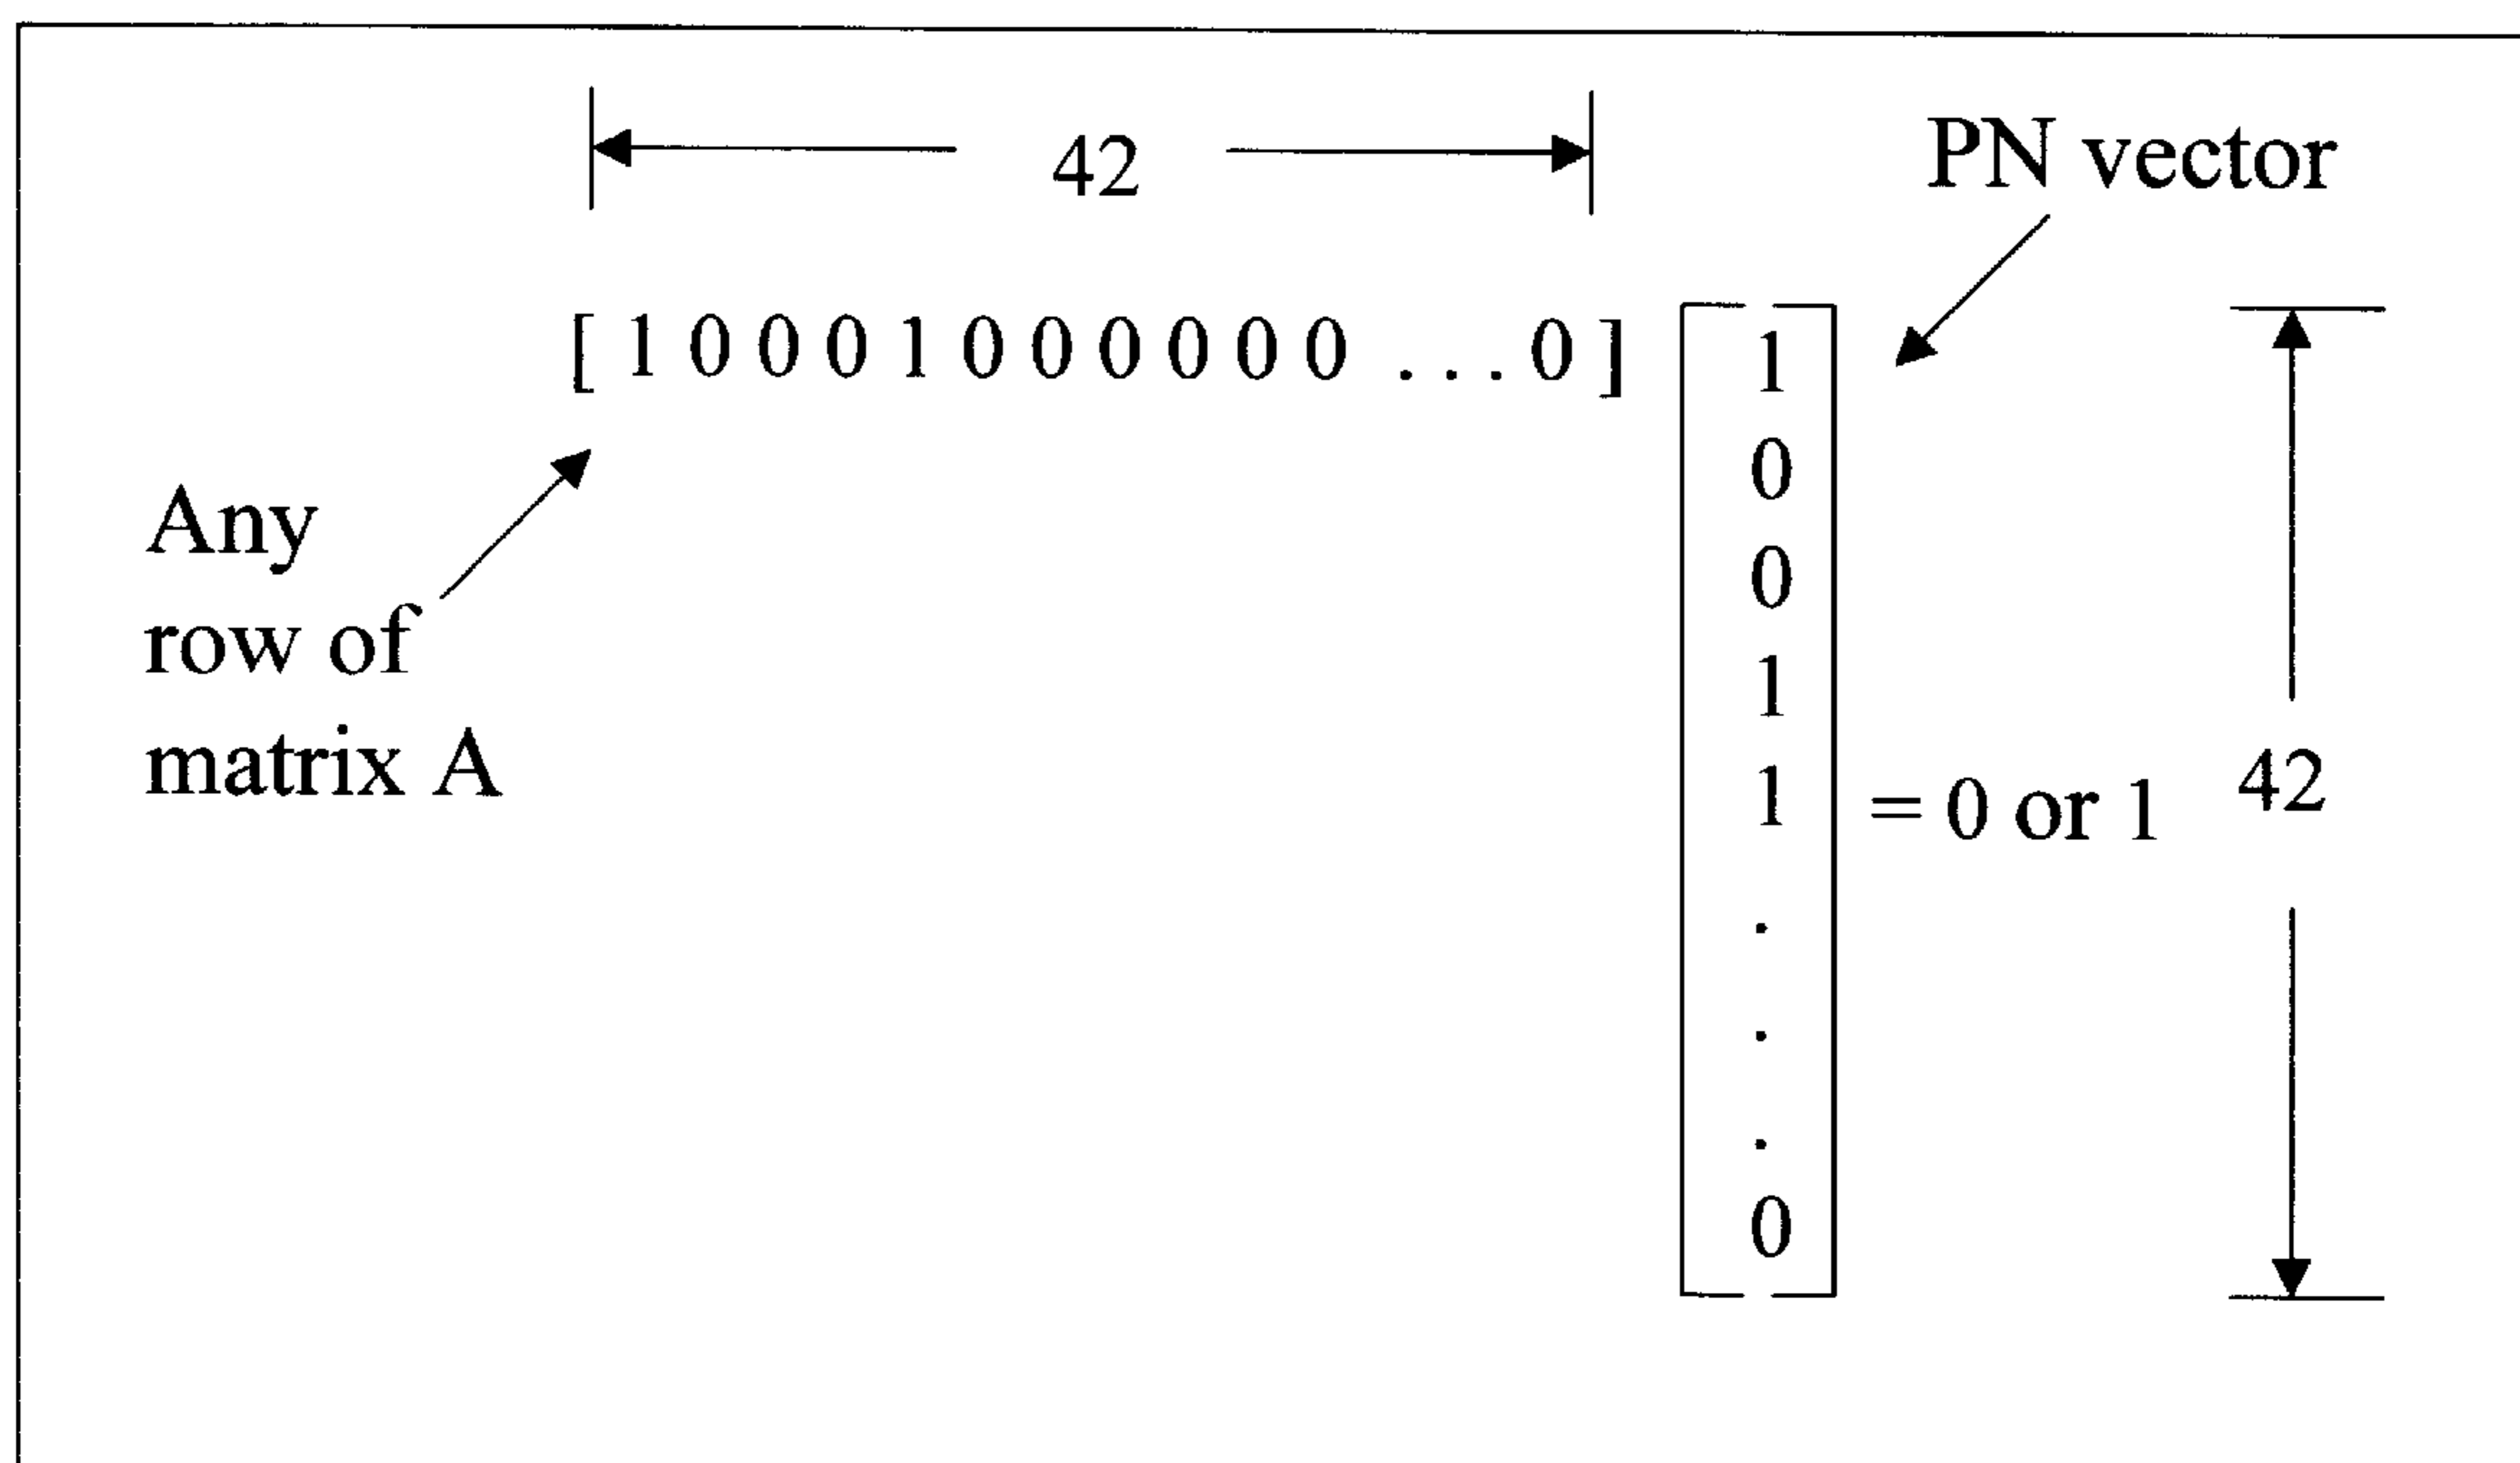 42
PN vector
[ 1 0 0 0 1 0 0 0 0 0 0 . . . 0 ]
1
0
0
1
1
.
.
.
0
Any
row of
matrix A
= 0 or 1
42